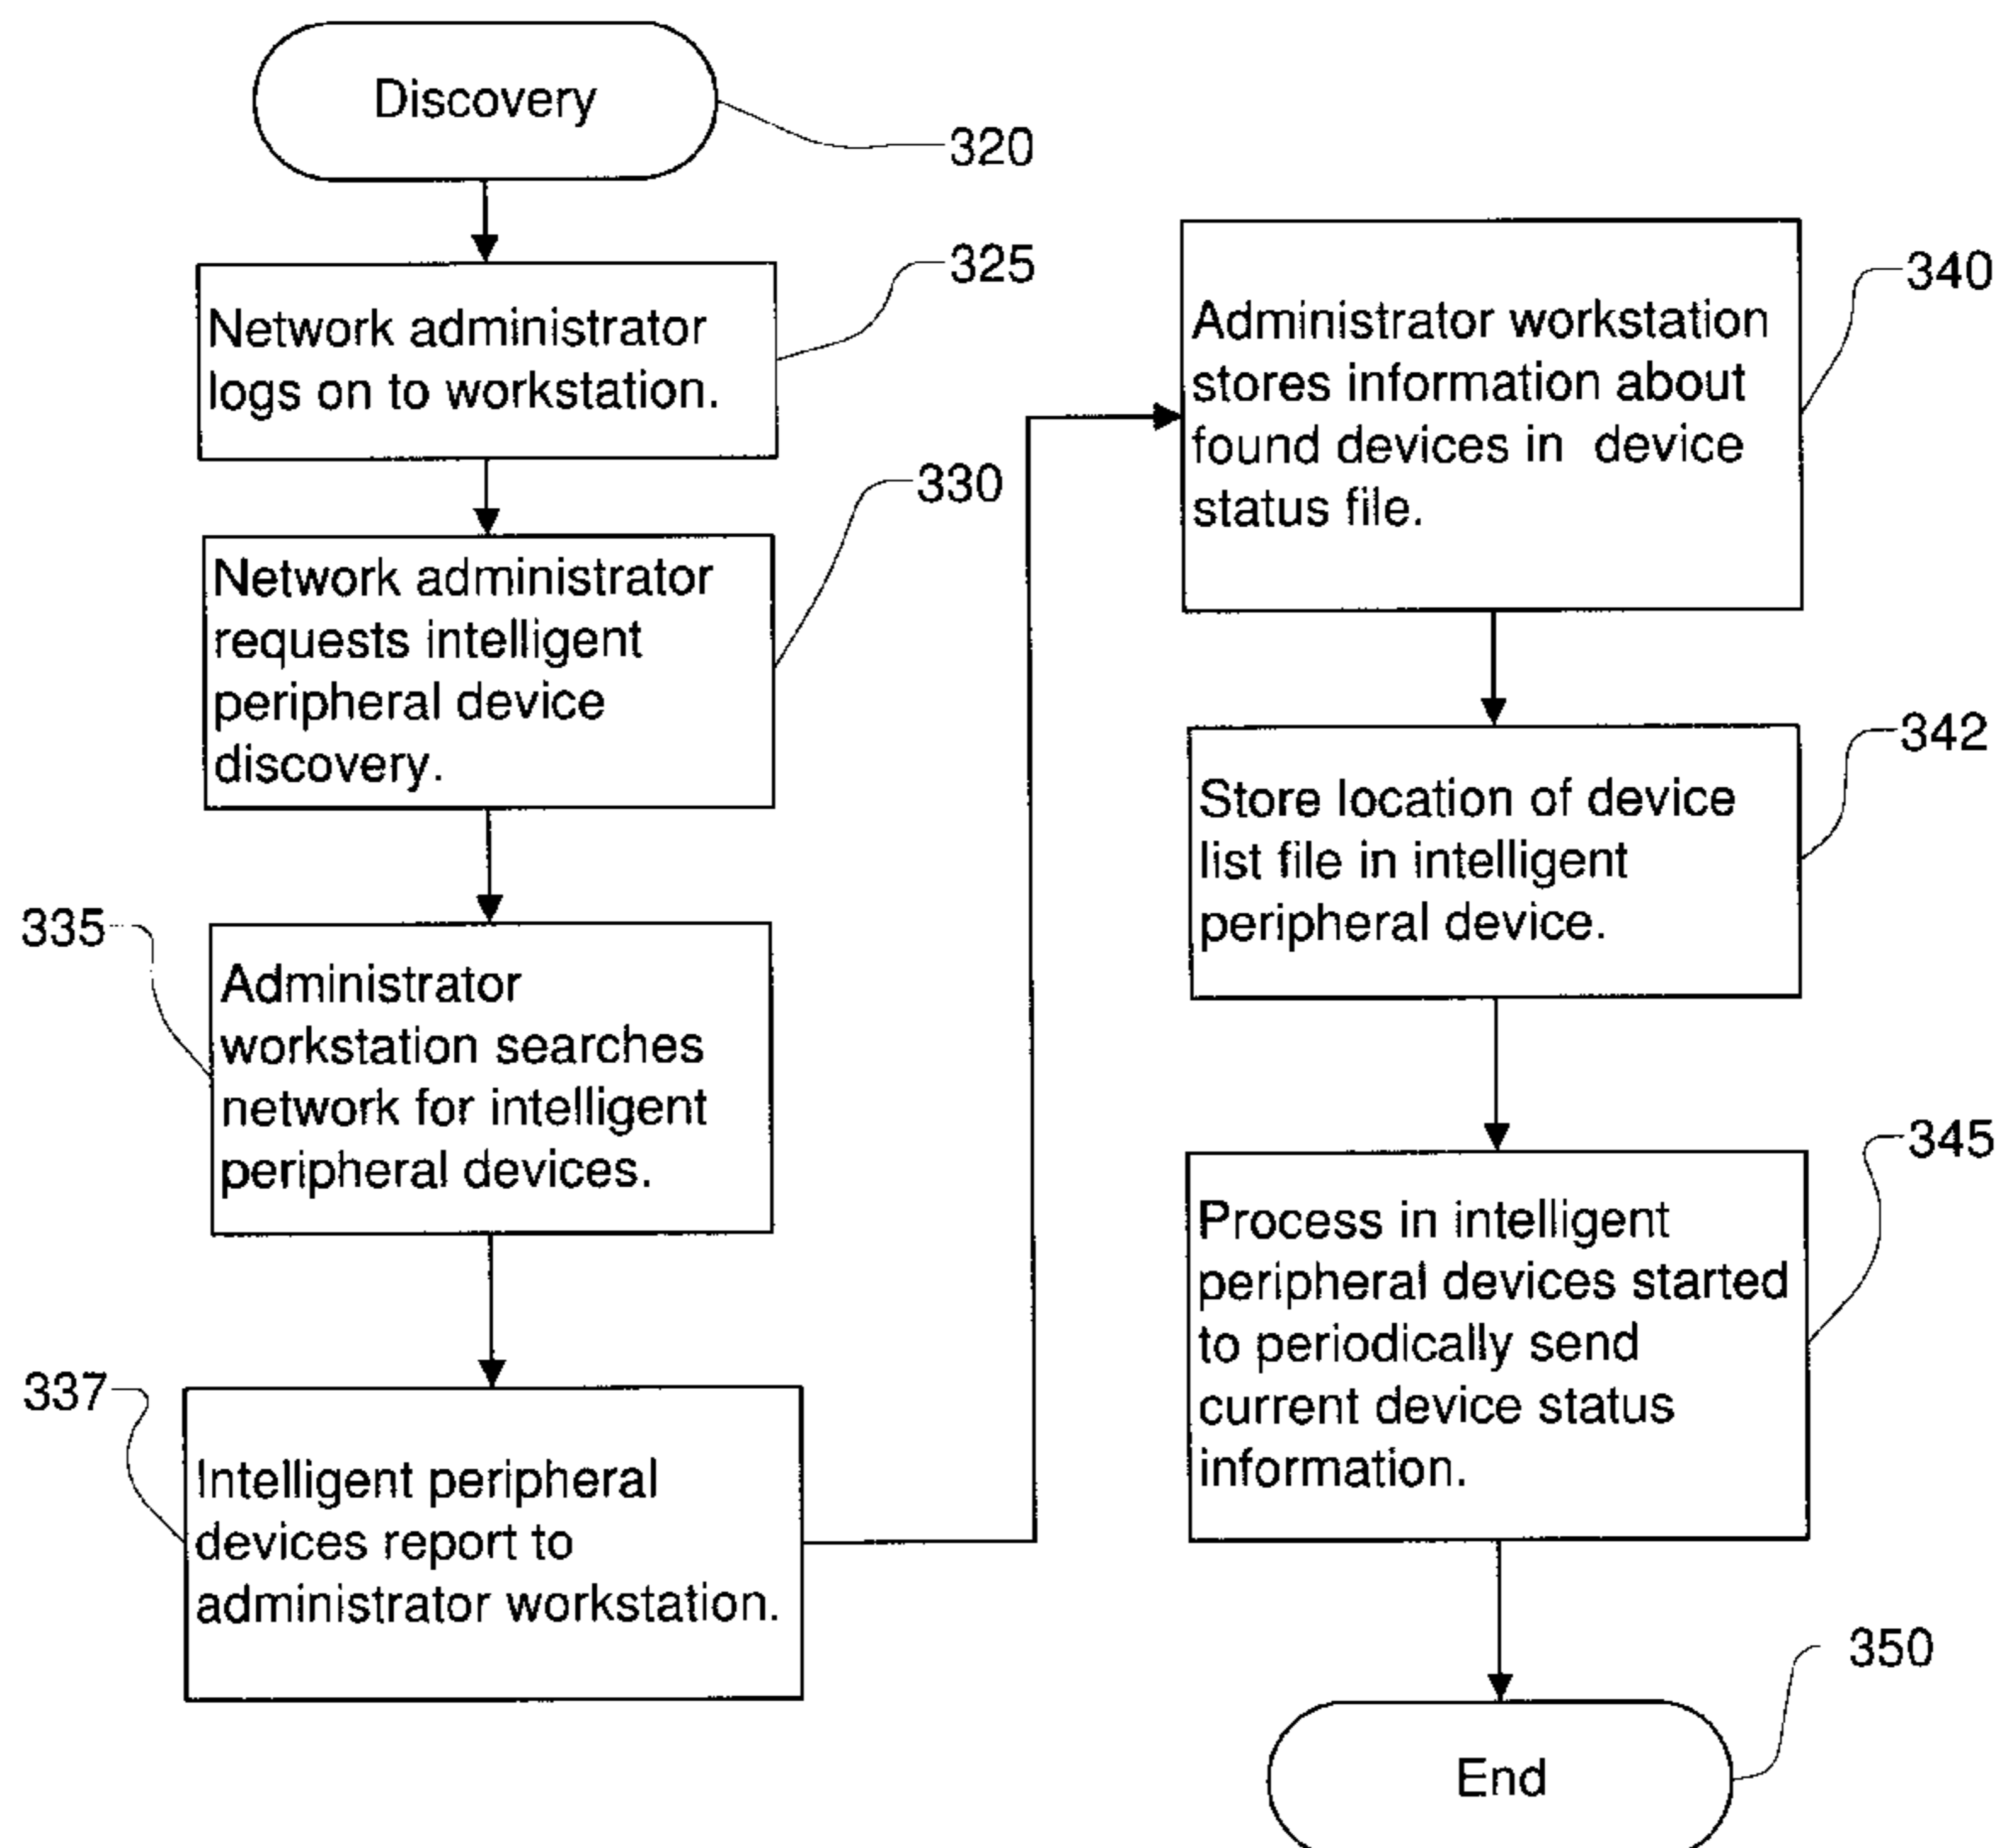 Discovery
320
Network administrator
logs on to workstation.
325
Network administrator
requests intelligent
peripheral device
discovery.
330
Administrator
workstation searches
network for intelligent
peripheral devices.
335
Intelligent peripheral
devices report to
administrator workstation.
337
Administrator workstation
stores information about
found devices in device
status file.
340
Store location of device
list file in intelligent
peripheral device.
342
Process in intelligent
peripheral devices started
to periodically send
current device status
information.
345
End
350